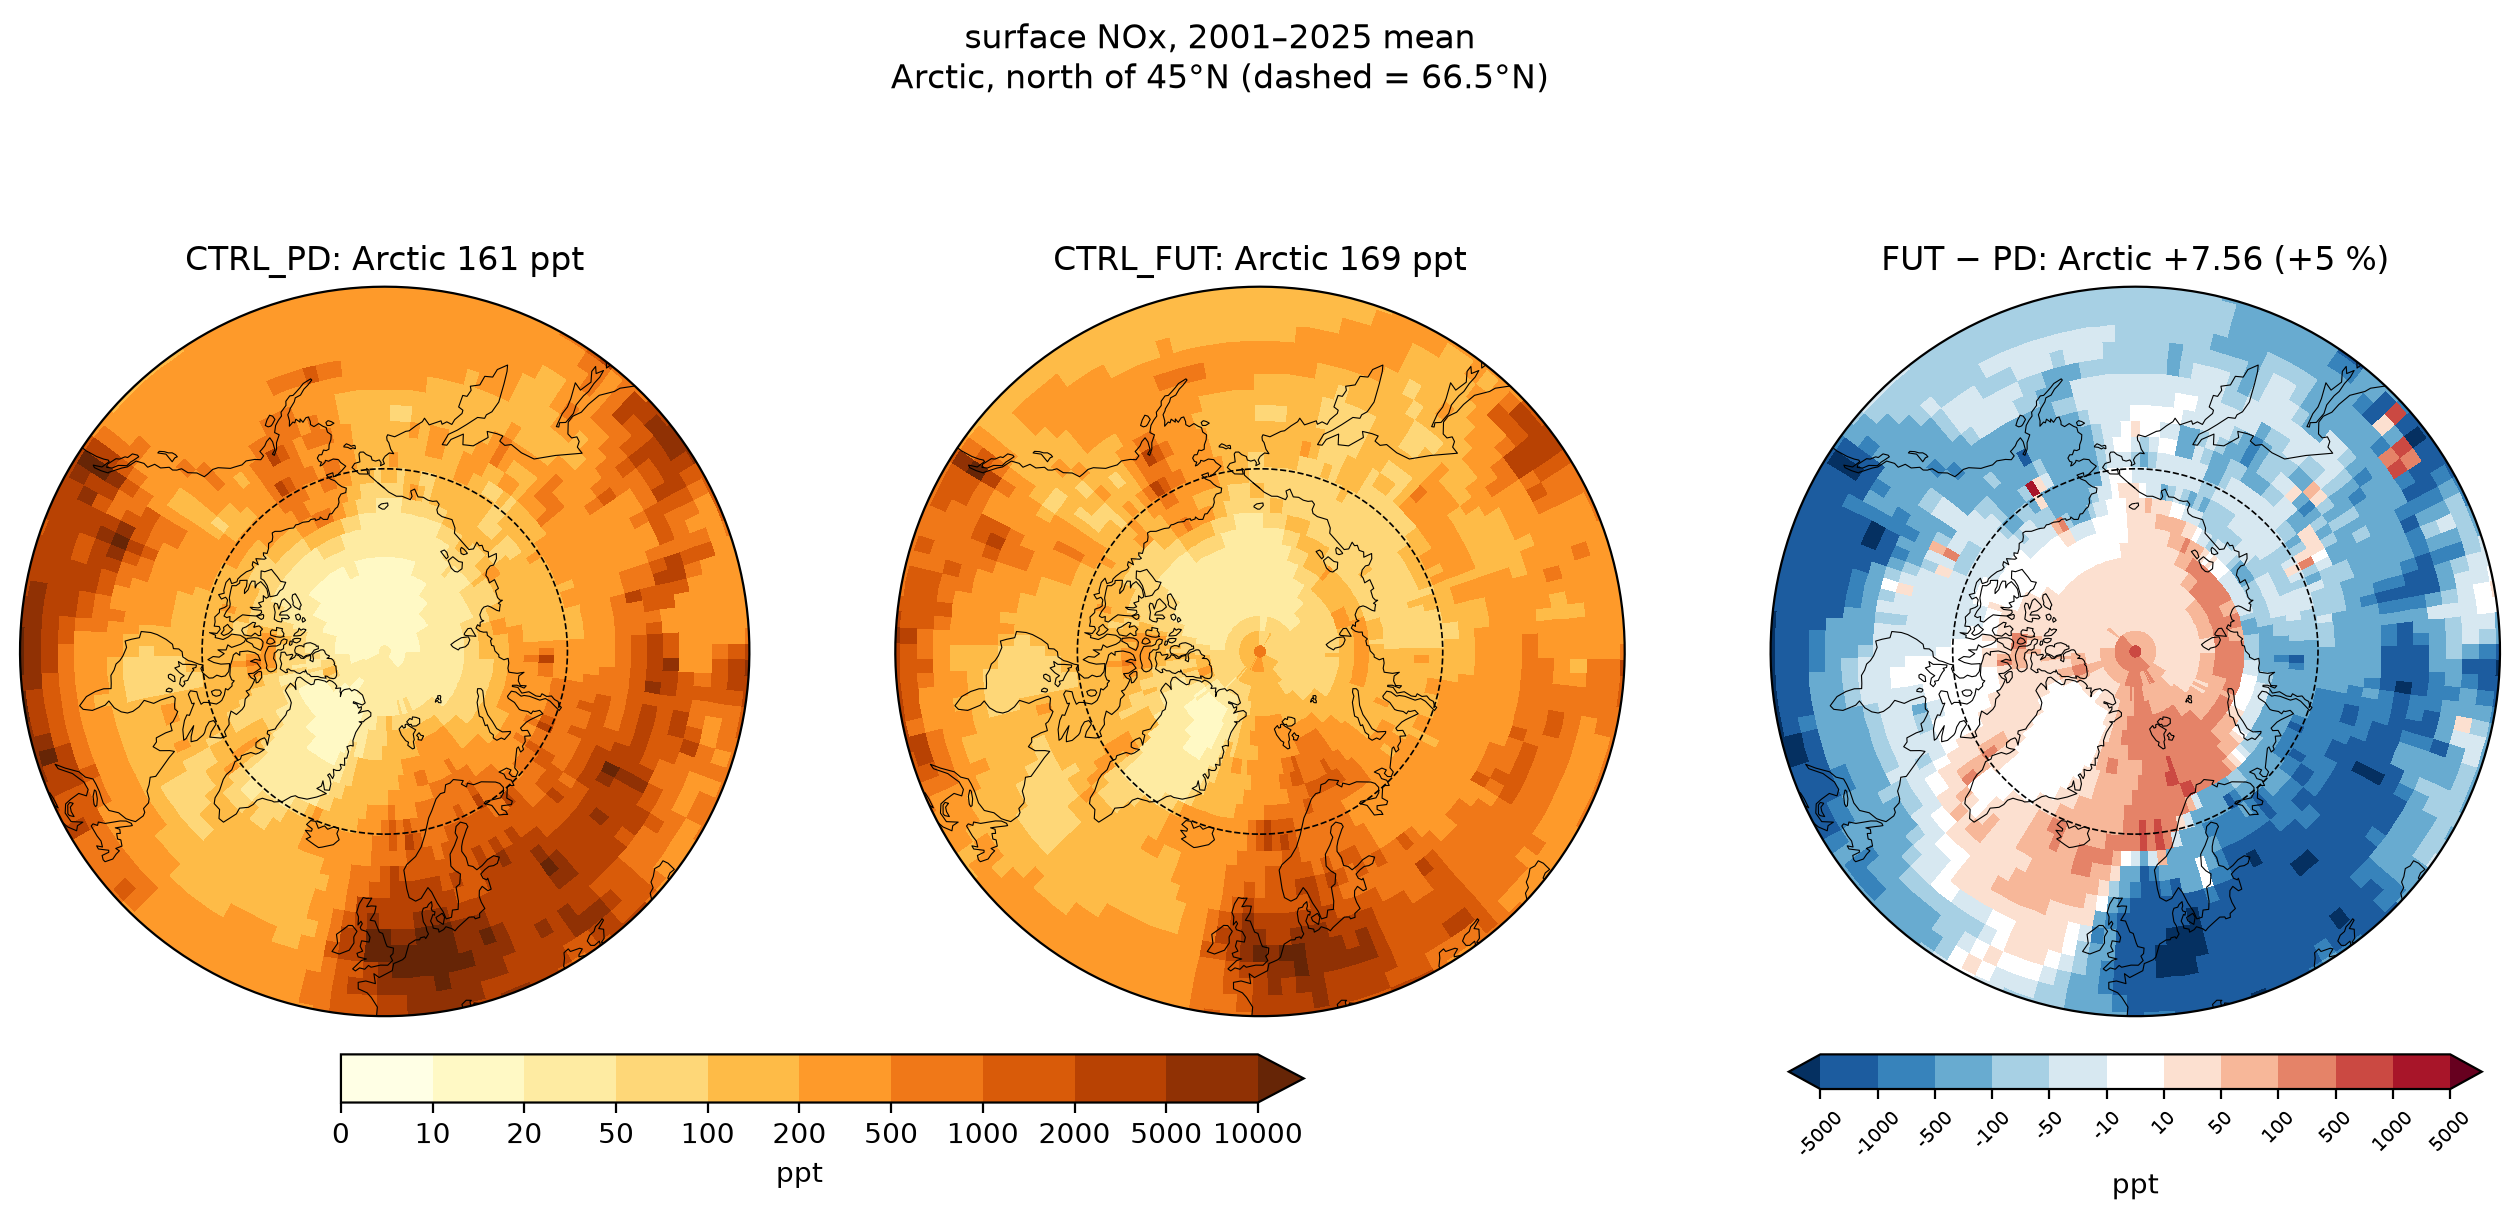 surface NOx, 2001–2025 mean
Arctic, north of 45°N (dashed = 66.5°N)
CTRL_PD: Arctic 161 ppt
CTRL_FUT: Arctic 169 ppt
FUT − PD: Arctic +7.56 (+5 %)
0 10 20 50 100 200 500 1000 2000 5000 10000
ppt
-5000 -1000 -500 -100 -50 -10 10 50 100 500 1000 5000
ppt